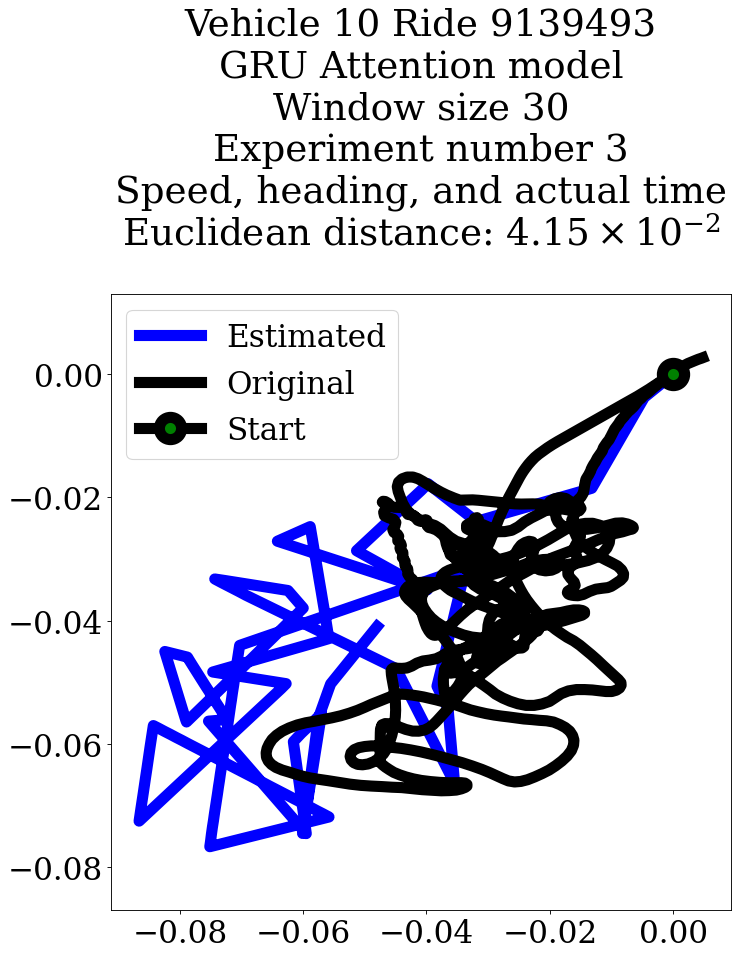 Vehicle 10 Ride 9139493
GRU Attention model
Window size 30
Experiment number 3
Speed, heading, and actual time
Euclidean distance: 4.15 × 10⁻²
Estimated
Original
Start
0.00
−0.02
−0.04
−0.06
−0.08
−0.08 −0.06 −0.04 −0.02 0.00